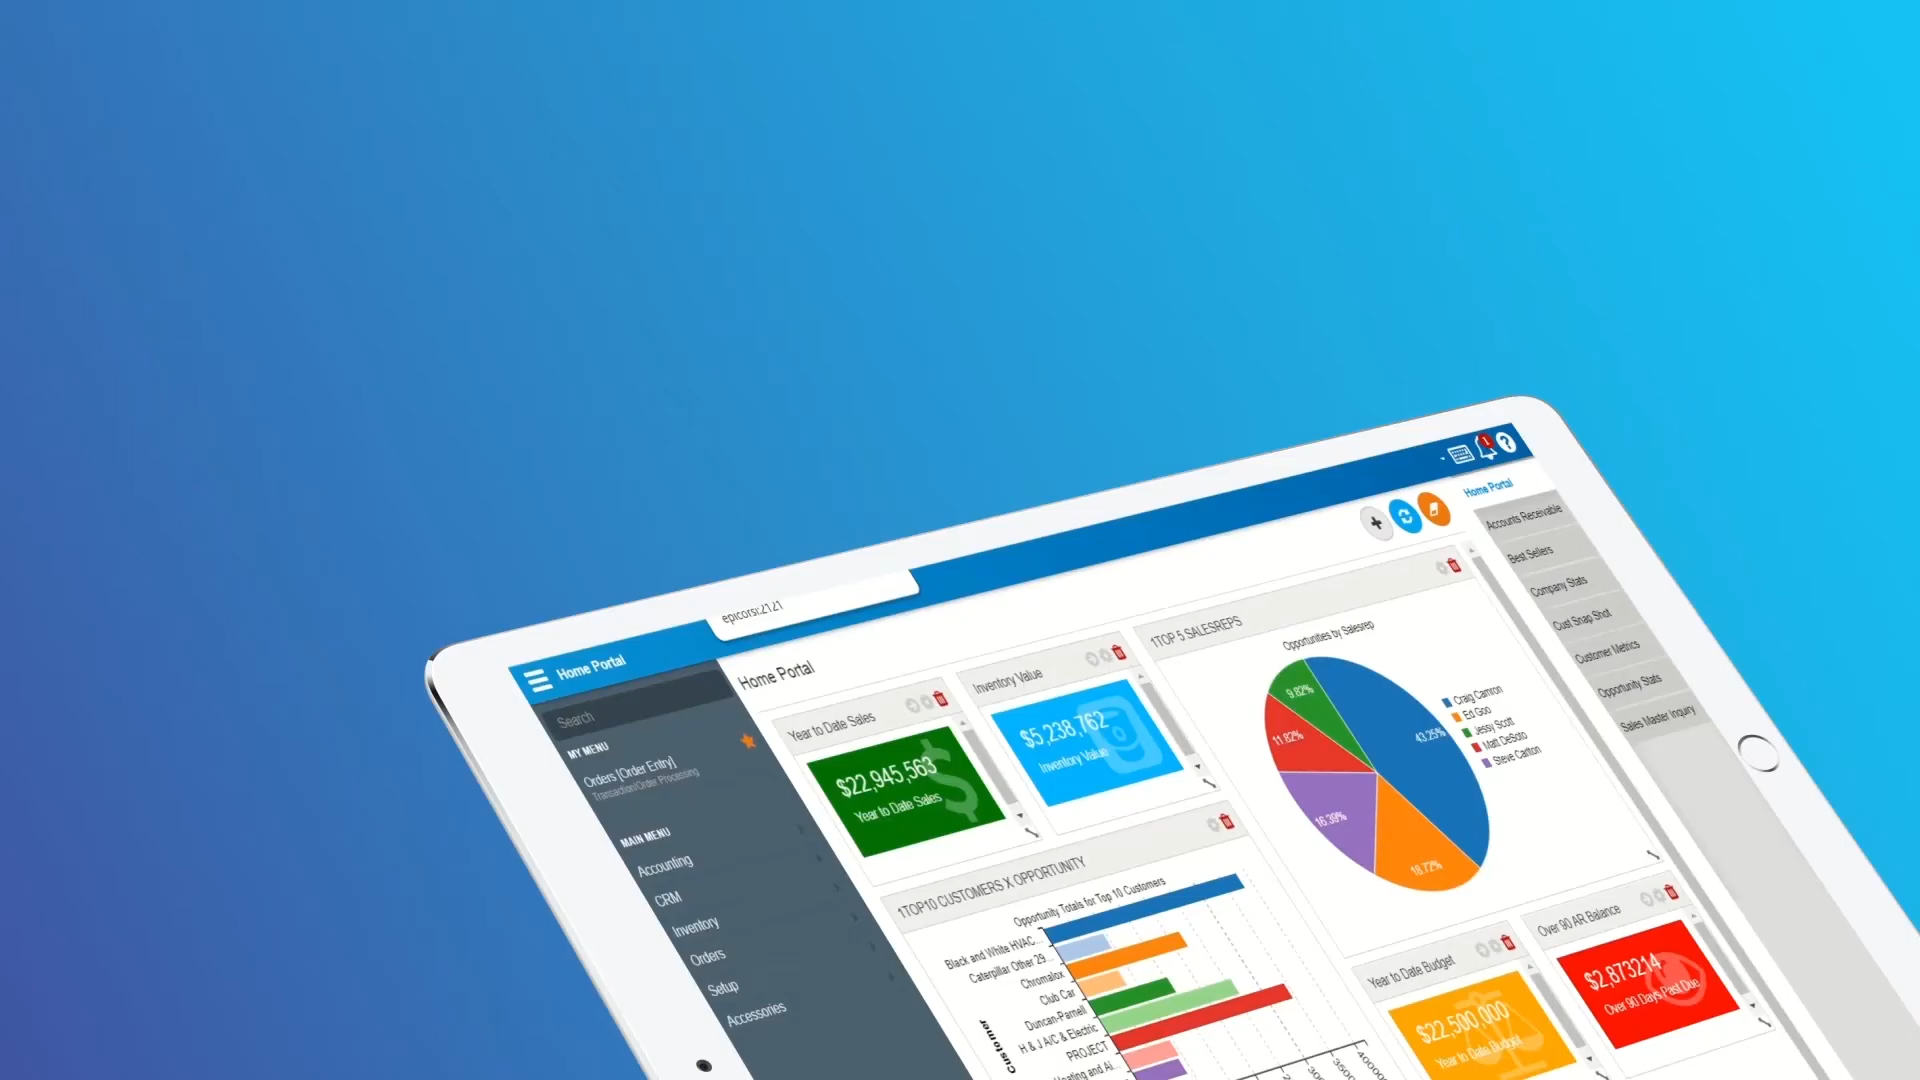 epicorsi:2121
Home Portal
1
?
Search
MY MENU
Orders [Order Entry]
Transaction/Order Processing
MAIN MENU
Accounting
CRM
Inventory
Orders
Setup
Accessories
Home Portal
Year to Date Sales
$22,945,563
Year to Date Sales
Inventory Value
$5,238,762
Inventory Value
1TOP 5 SALESREPS
Opportunities by Salesrep
9.82%
43.25%
11.82%
16.39%
18.72%
Craig Camron
Ed Goo
Jessy Scott
Matt DeSoto
Steve Carlton
1TOP10 CUSTOMERS X OPPORTUNITY
Opportunity Totals for Top 10 Customers
Black and White HVAC...
Caterpillar Other 29...
Chromalox
Club Car
Duncan-Parnell
H & J A/C & Electric
PROJECT
Customer
Year to Date Budget
$22,500,000
Year to Date Budget
Over 90 AR Balance
$2,873214
Over 90 Days Past Due
Home Portal
Accounts Receivable
Best Sellers
Company Stats
Cust Snap Shot
Customer Metrics
Opportunity Stats
Sales Master Inquiry